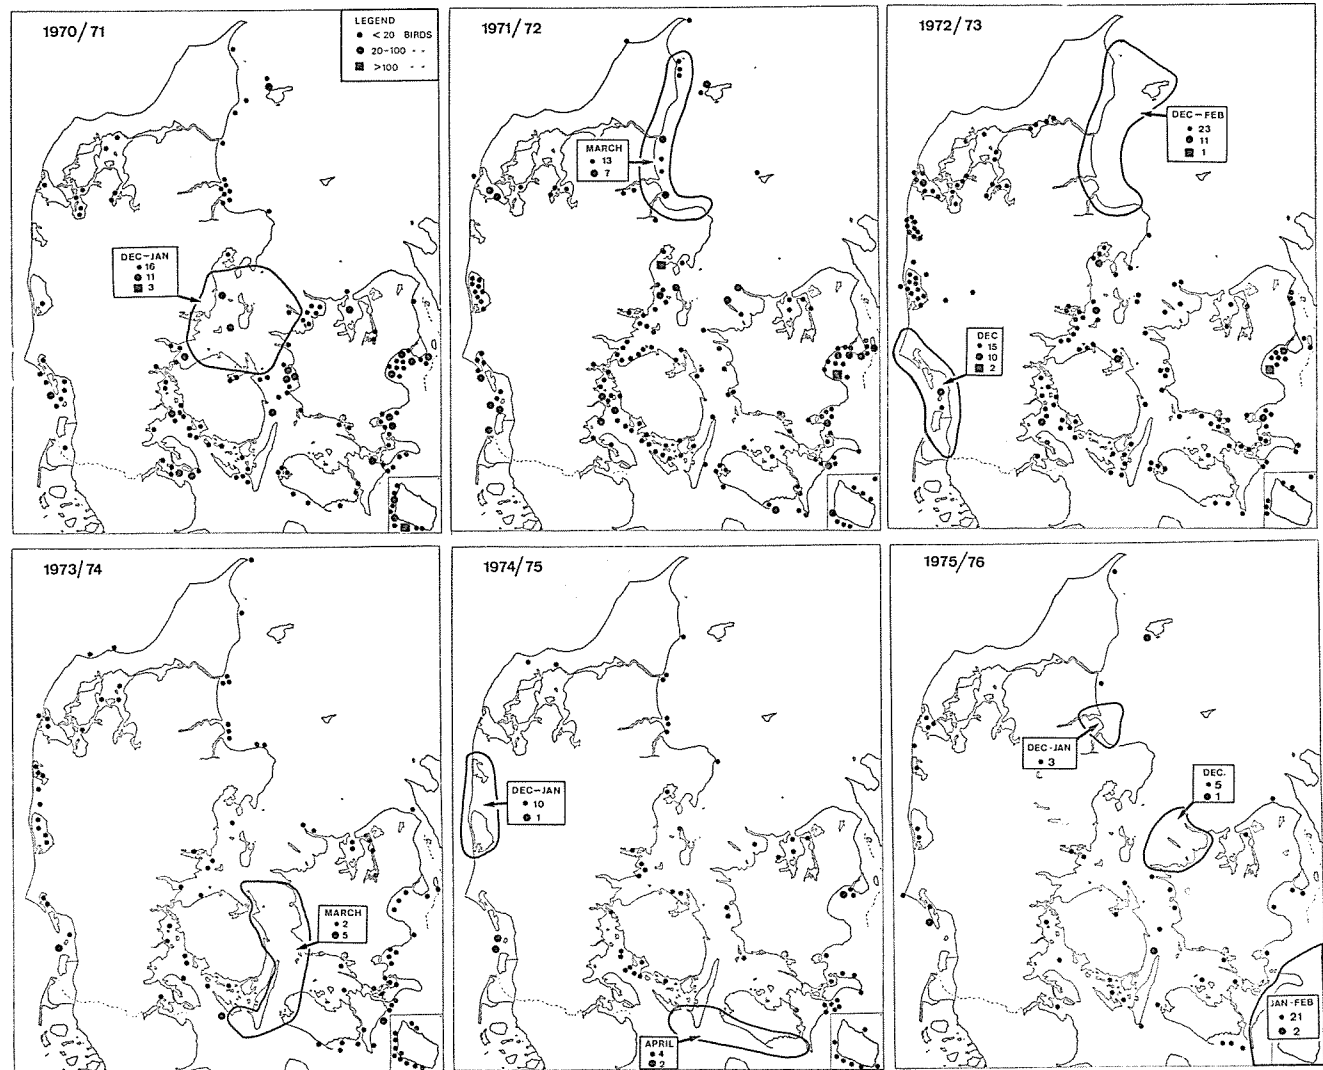 1970/71
LEGEND
• < 20 BIRDS
20-100 - -
>100 - -
DEC-JAN
16
11
3
1971/72
MARCH
13
7
1972/73
DEC-FEB
23
11
1
DEC
15
10
2
1973/74
MARCH
2
5
1974/75
DEC-JAN
10
1
APRIL
4
2
1975/76
DEC-JAN
3
DEC.
5
1
JAN-FEB
21
2